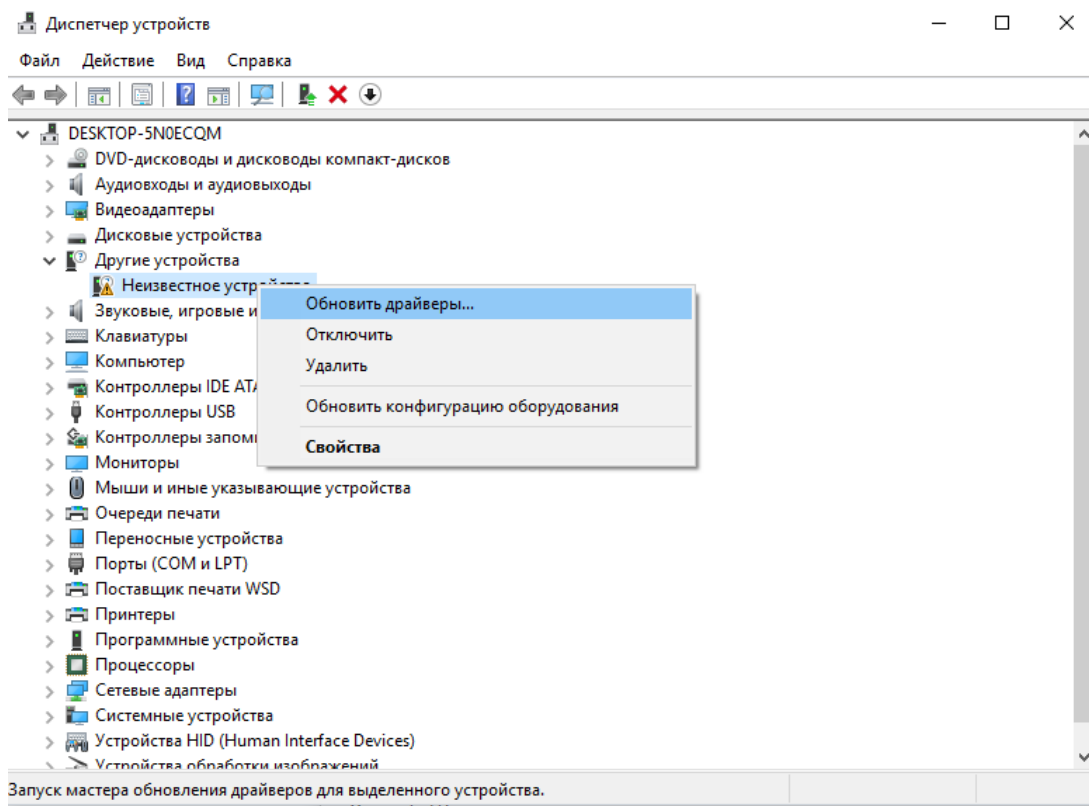 Диспетчер устройств
Файл Действие Вид Справка
DESKTOP-5N0ECQM
DVD-дисководы и дисководы компакт-дисков
Аудиовходы и аудиовыходы
Видеоадаптеры
Дисковые устройства
Другие устройства
Неизвестное
Обновить драйверы...
Звуковые, игровые и
Отключить
Клавиатуры
Компьютер
Удалить
Контроллеры IDE
Обновить конфигурацию оборудования
Контроллеры USB
Контроллеры
Свойства
Мониторы
Мыши и иные указывающие устройства
Очереди печати
Переносные устройства
Порты (COM и LPT)
Поставщик печати WSD
Принтеры
Программные устройства
Процессоры
Сетевые адаптеры
Системные устройства
Устройства HID (Human Interface Devices)
Устройства обработки изображений
Запуск мастера обновления драйверов для выделенного устройства.